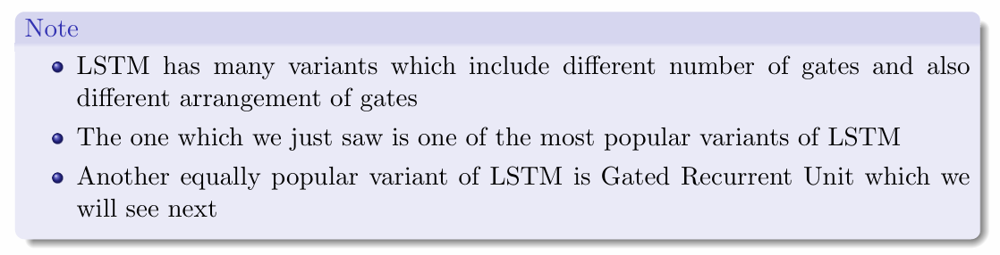 Note
LSTM has many variants which include different number of gates and also
different arrangement of gates
The one which we just saw is one of the most popular variants of LSTM
Another equally popular variant of LSTM is Gated Recurrent Unit which we
will see next